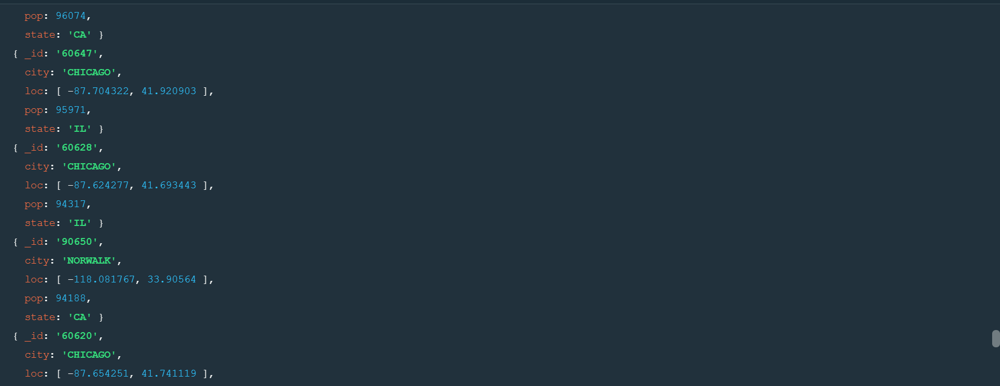 pop: 96074,
state: 'CA' }
{ _id: '60647',
city: 'CHICAGO',
loc: [ -87.704322, 41.920903 ],
pop: 95971,
state: 'IL' }
{ _id: '60628',
city: 'CHICAGO',
loc: [ -87.624277, 41.693443 ],
pop: 94317,
state: 'IL' }
{ _id: '90650',
city: 'NORWALK',
loc: [ -118.081767, 33.90564 ],
pop: 94188,
state: 'CA' }
{ _id: '60620',
city: 'CHICAGO',
loc: [ -87.654251, 41.741119 ],